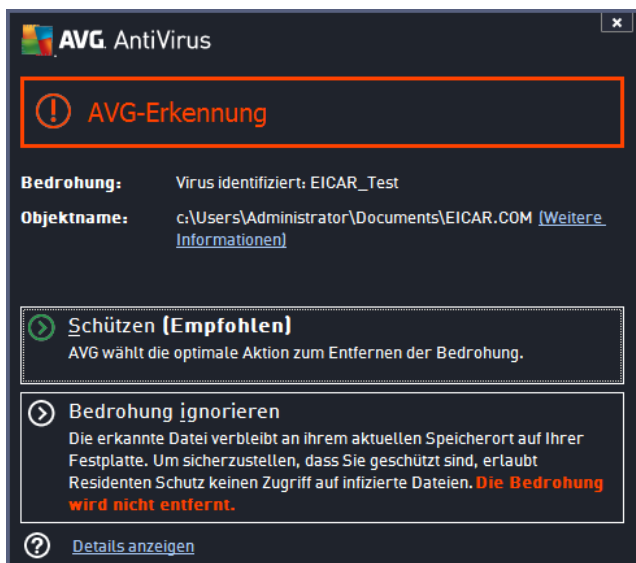 AVG AntiVirus
AVG-Erkennung
Bedrohung: Virus identifiziert: EICAR_Test
Objektname: c:\Users\Administrator\Documents\EICAR.COM (Weitere
Informationen)
Schützen (Empfohlen)
AVG wählt die optimale Aktion zum Entfernen der Bedrohung.
Bedrohung ignorieren
Die erkannte Datei verbleibt an ihrem aktuellen Speicherort auf Ihrer
Festplatte. Um sicherzustellen, dass Sie geschützt sind, erlaubt
Residenten Schutz keinen Zugriff auf infizierte Dateien. Die Bedrohung
wird nicht entfernt.
Details anzeigen